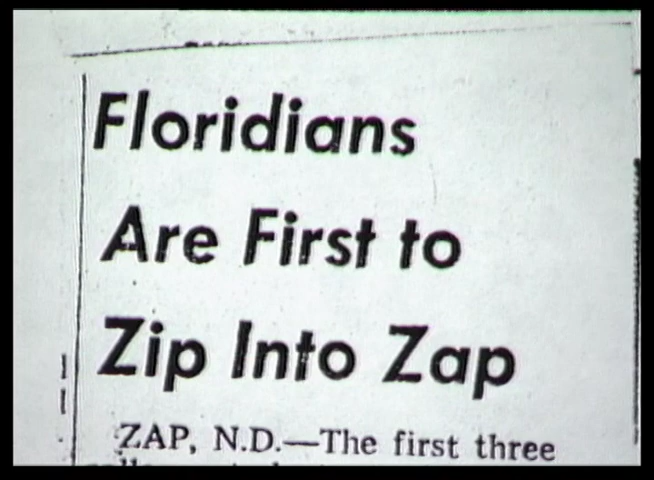 Floridians
Are First to
Zip Into Zap
ZAP, N.D.—The first three